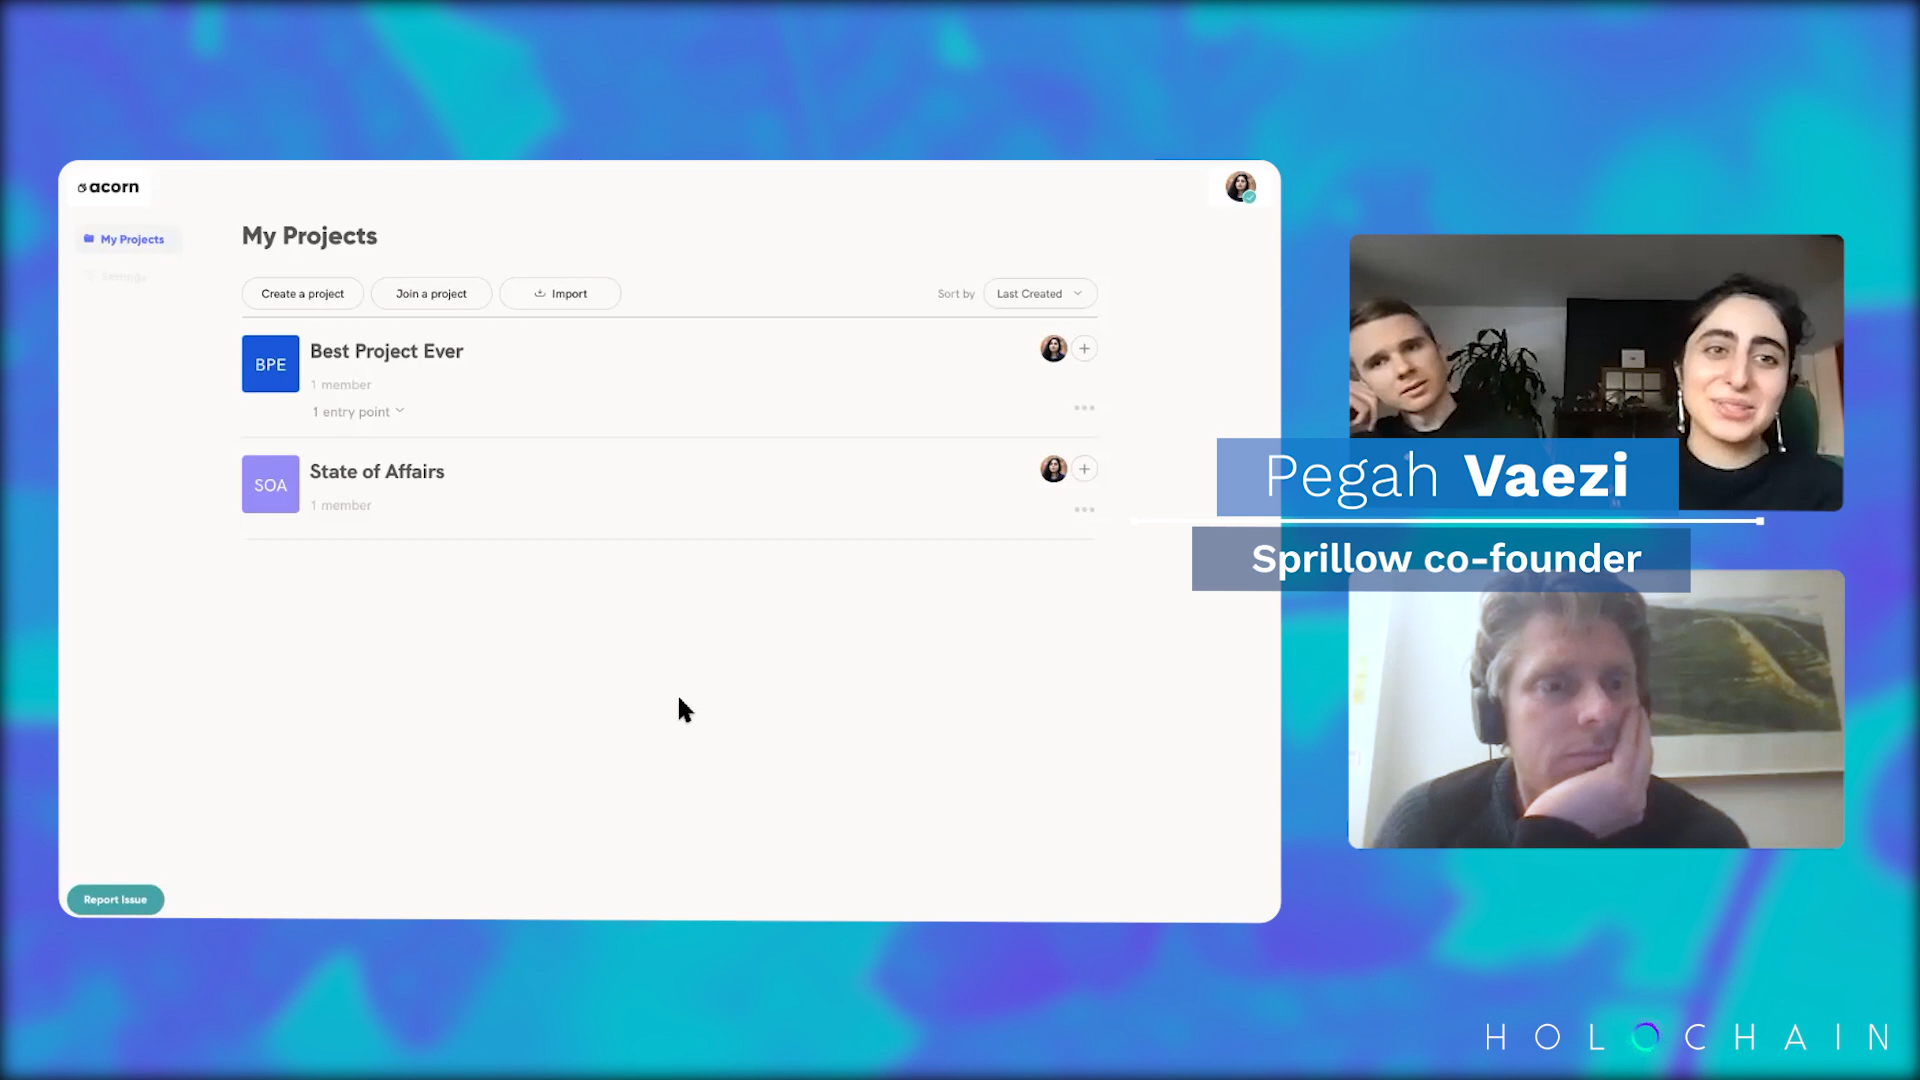 acorn
My Projects
Settings
My Projects
Create a project
Join a project
Import
Sort by
Last Created
BPE
Best Project Ever
1 member
1 entry point
SOA
State of Affairs
1 member
Report Issue
Pegah Vaezi
Sprillow co-founder
HOLOCHAIN